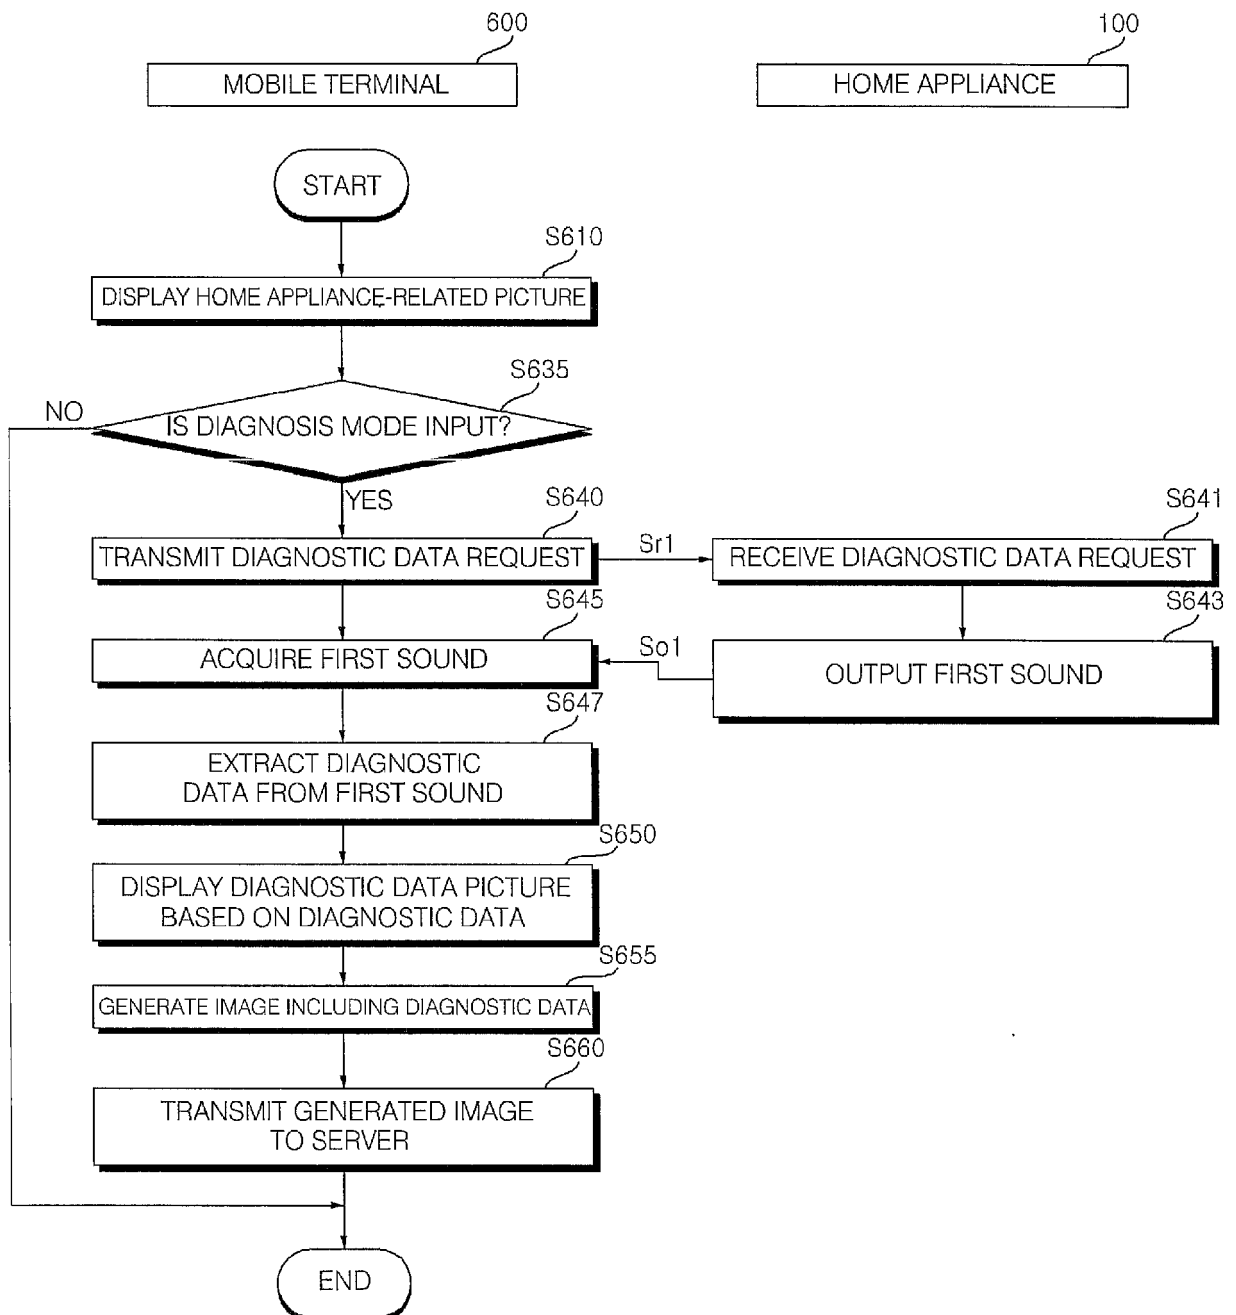 600
100
MOBILE TERMINAL
HOME APPLIANCE
START
S610
DISPLAY HOME APPLIANCE-RELATED PICTURE
S635
NO
IS DIAGNOSIS MODE INPUT?
YES
S640
S641
TRANSMIT DIAGNOSTIC DATA REQUEST
Sr1
RECEIVE DIAGNOSTIC DATA REQUEST
S645
S643
ACQUIRE FIRST SOUND
So1
OUTPUT FIRST SOUND
S647
EXTRACT DIAGNOSTIC
DATA FROM FIRST SOUND
S650
DISPLAY DIAGNOSTIC DATA PICTURE
BASED ON DIAGNOSTIC DATA
S655
GENERATE IMAGE INCLUDING DIAGNOSTIC DATA
S660
TRANSMIT GENERATED IMAGE
TO SERVER
END